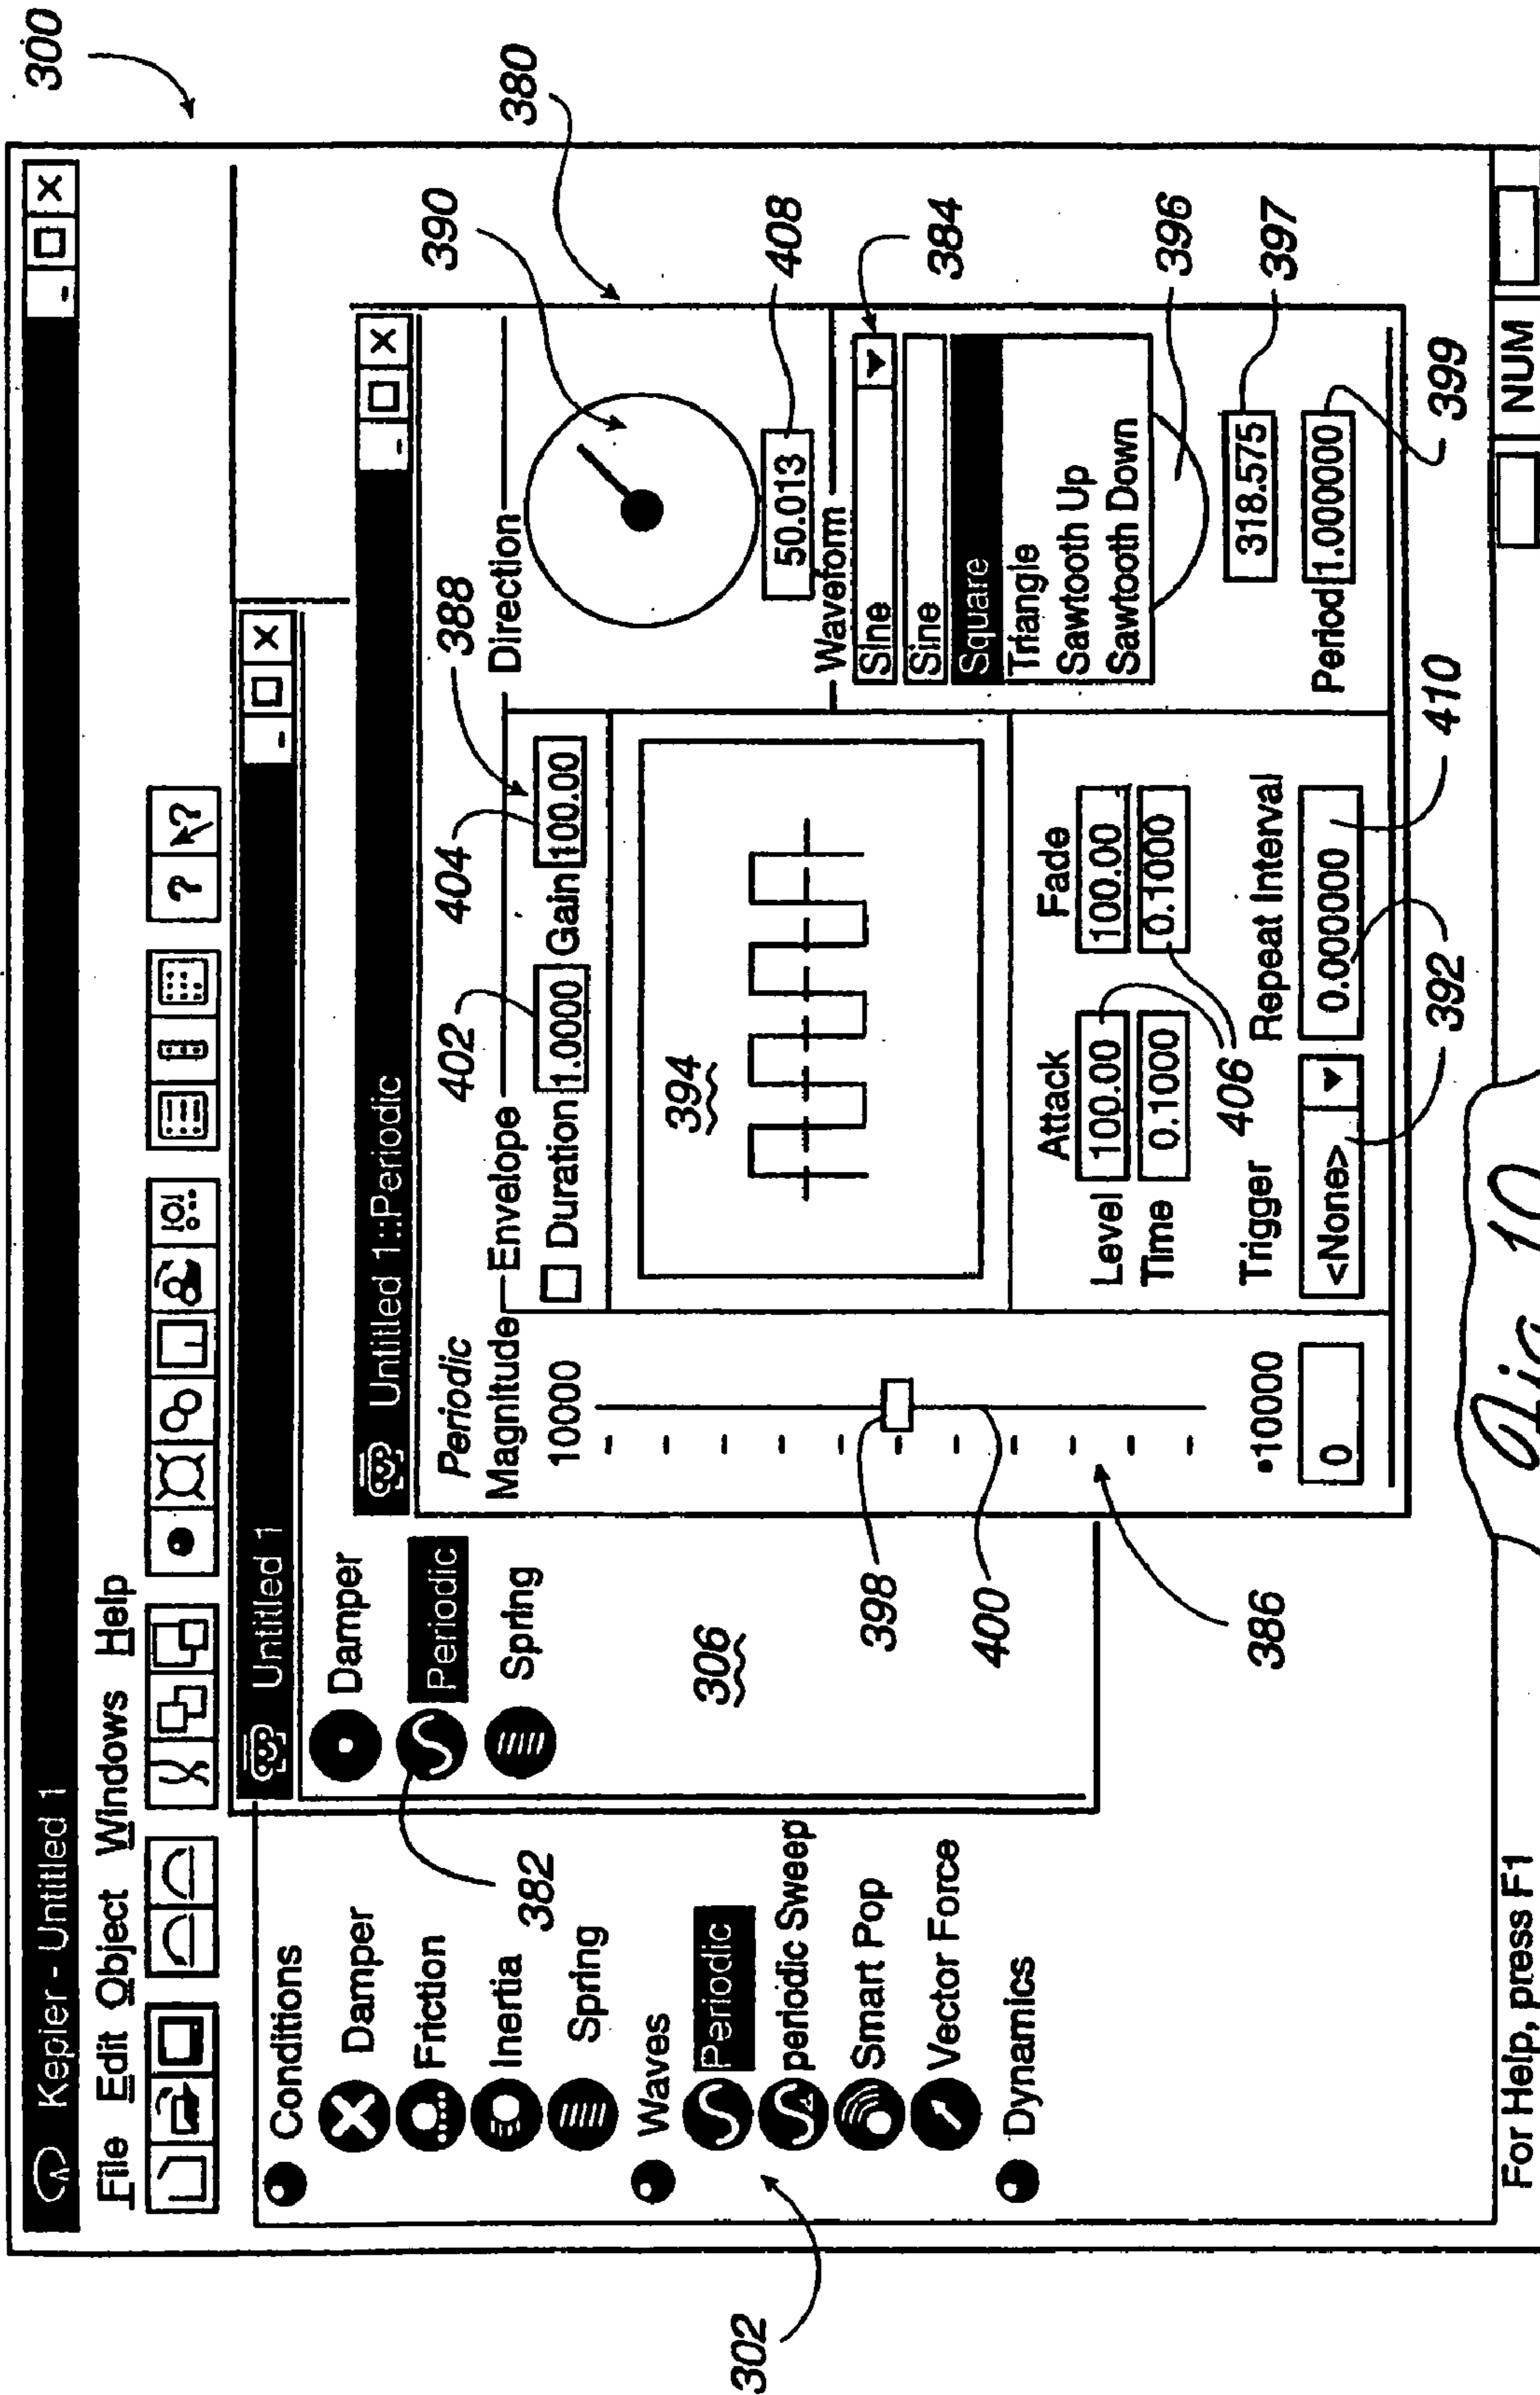 300
Kepier - Untitled 1
File Edit Object Windows Help
? ?
Conditions
Damper
Friction
Inertia
Spring
Waves
Periodic
periodic Sweep
Smart Pop
Vector Force
Dynamics
302
Untitled 1
Damper
Periodic
Spring
382
306
380
Untitled 1::Periodic
Periodic
402
404
388
390
Magnitude
Envelope
Direction
10000
Duration 1.0000 Gain 100.00
394
50.013
408
Waveform
Sine
384
Sine
Square
Triangle
Sawtooth Up
Sawtooth Down
396
318.575
397
Period 1.000000
399
398
400
386
Attack Fade
Level 100.00 100.00
Time 0.1000 0.1000
406
Trigger Repeat Interval
•10000
0
<None> 0.000000
392
410
For Help, press F1
NUM
Fig. 10